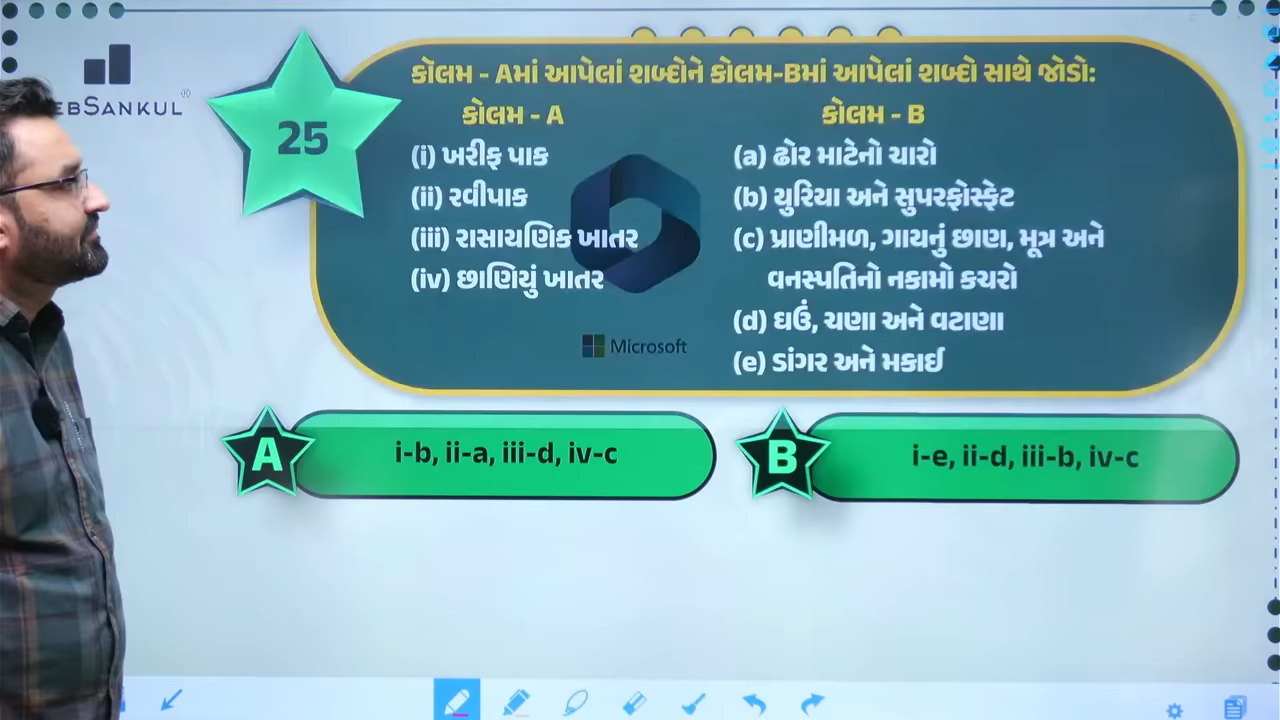 EBSANKUL®
25
કોલમ - Aમાં આપેલાં શબ્દોને કોલમ-Bમાં આપેલાં શબ્દો સાથે જોડો:
કોલમ - A
(i) ખરીફ પાક
(ii) રવીપાક
(iii) રાસાયણિક ખાતર
(iv) છાણિયું ખાતર
Microsoft
કોલમ - B
(a) ઢોર માટેનો ચારો
(b) યુરિયા અને સુપરફોસ્ફેટ
(c) પ્રાણીમળ, ગાયનું છાણ, મૂત્ર અને
વનસ્પતિનો નકામો કચરો
(d) ઘઉં, ચણા અને વટાણા
(e) ડાંગર અને મકાઈ
A i-b, ii-a, iii-d, iv-c
B i-e, ii-d, iii-b, iv-c